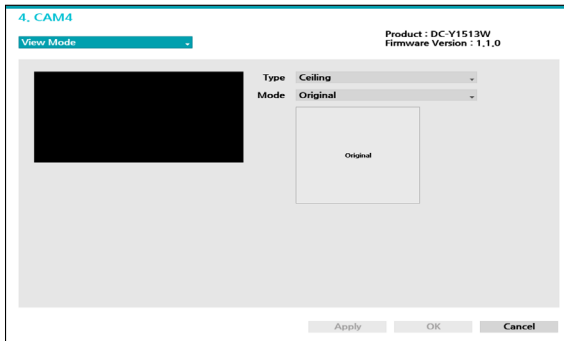 4. CAM4
View Mode
Product : DC-Y1513W
Firmware Version : 1.1.0
Type Ceiling
Mode Original
Original
Apply OK Cancel